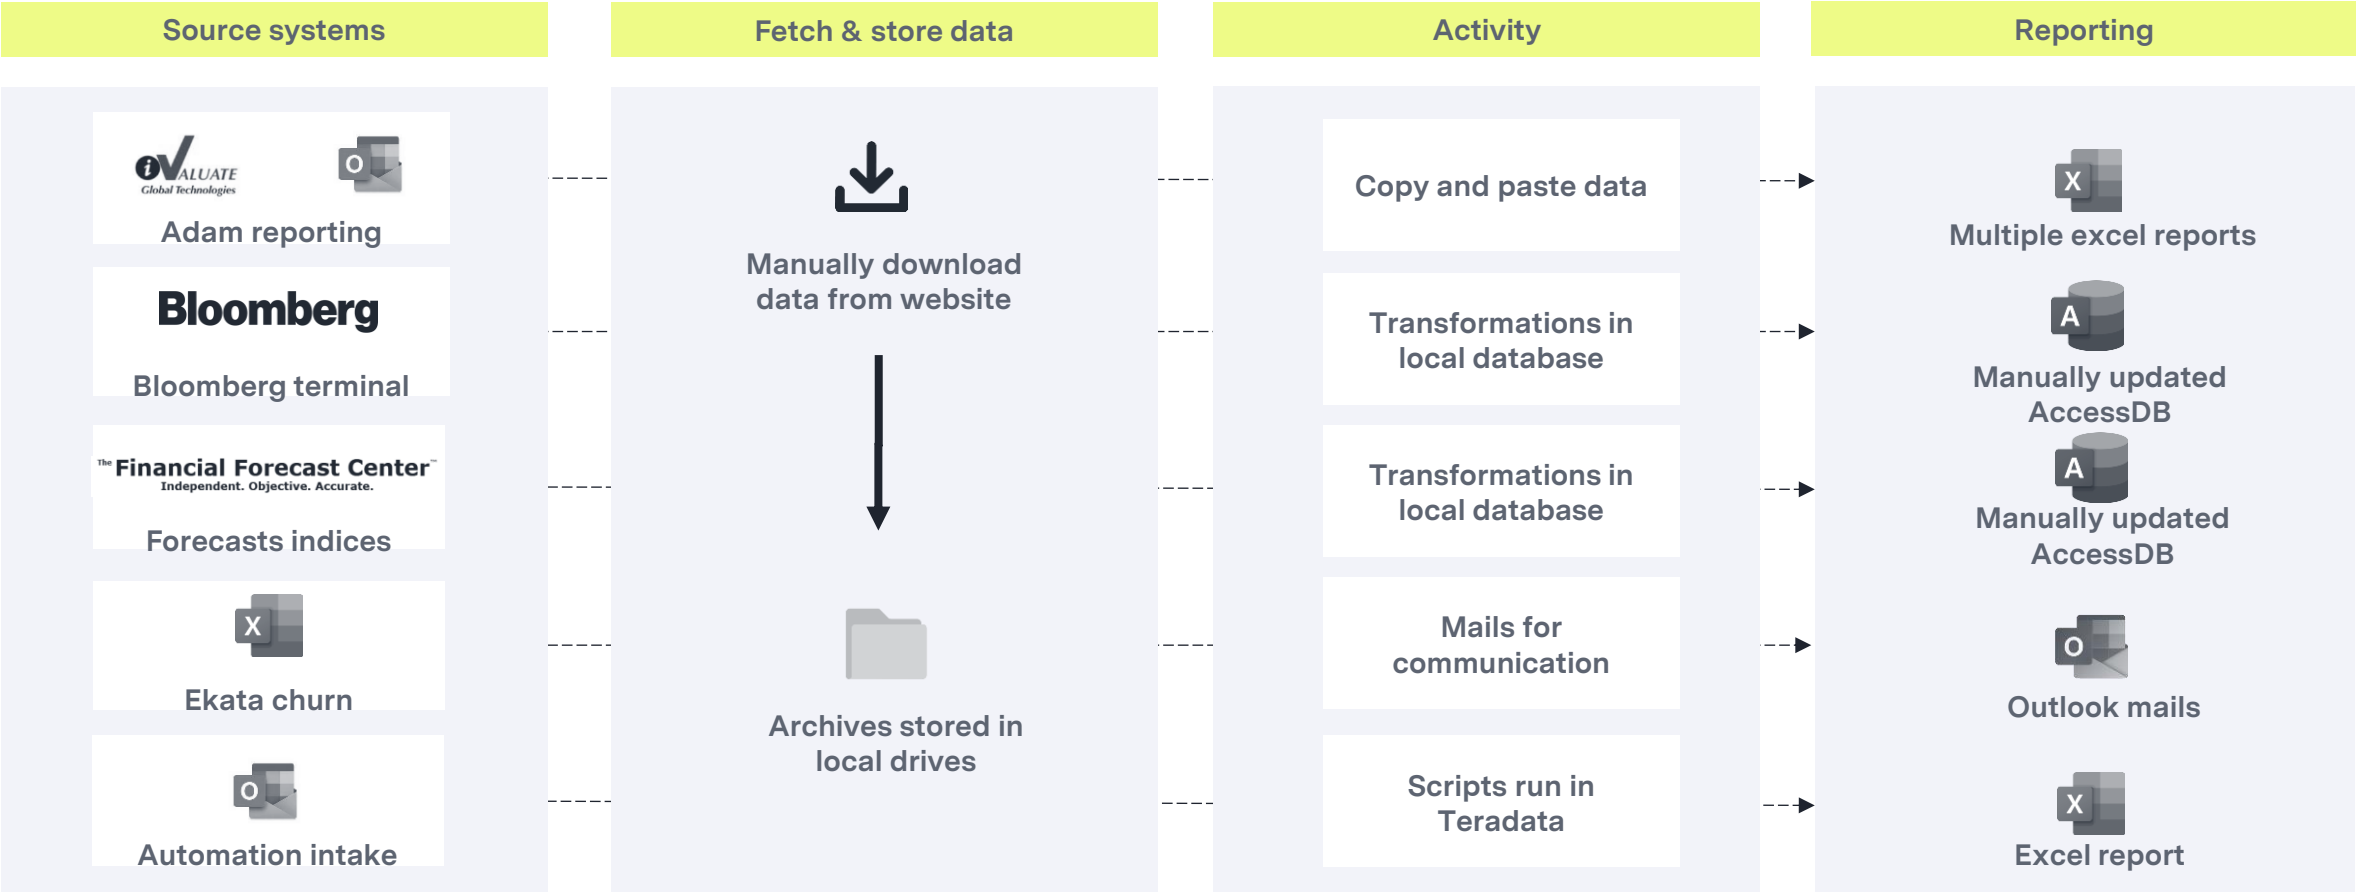 Source systems
Fetch & store data
Activity
Reporting
iVALUATE
Global Technologies
O
Adam reporting
Bloomberg
Bloomberg terminal
The Financial Forecast Center™
Independent. Objective. Accurate.
Forecasts indices
X
Ekata churn
O
Automation intake
Manually download
data from website
Archives stored in
local drives
Copy and paste data
Transformations in
local database
Transformations in
local database
Mails for
communication
Scripts run in
Teradata
X
Multiple excel reports
A
Manually updated
AccessDB
A
Manually updated
AccessDB
O
Outlook mails
X
Excel report